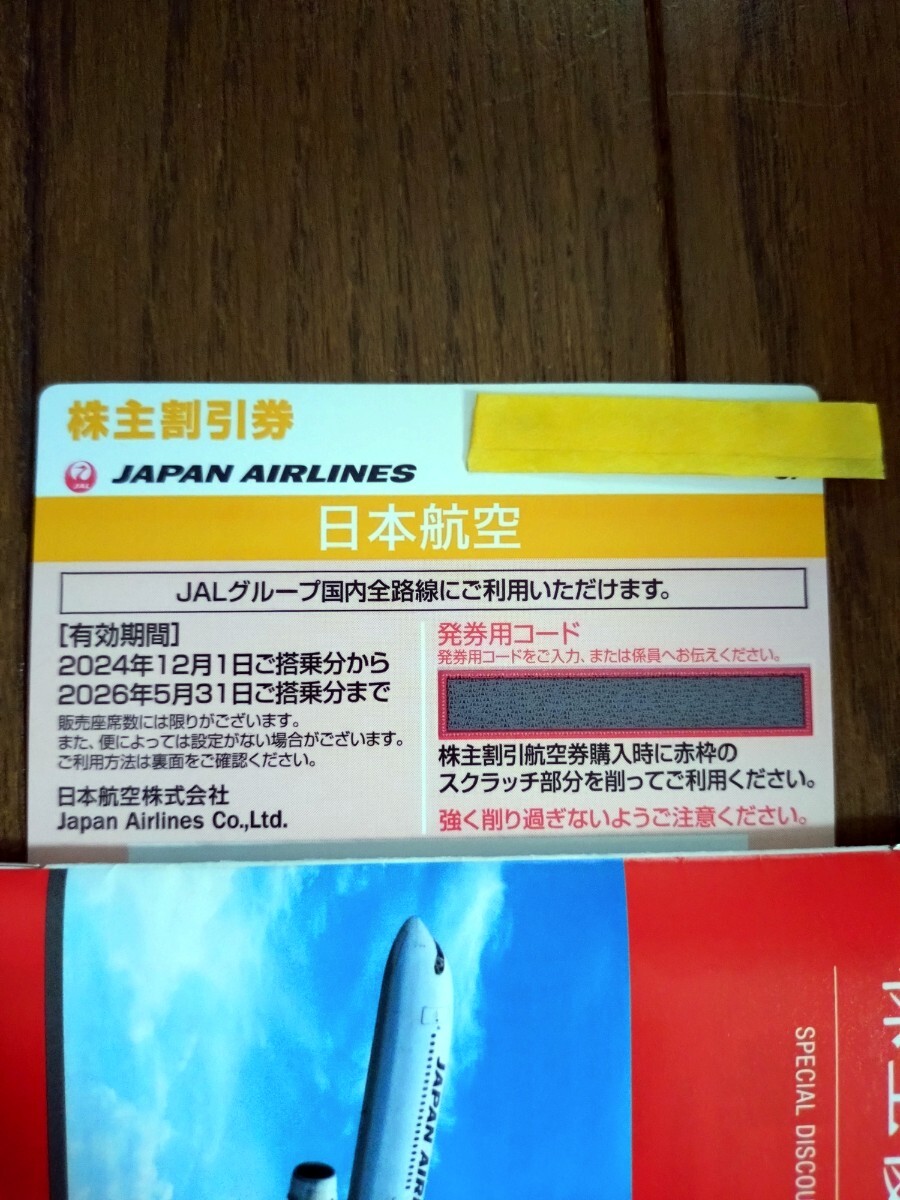 株主割引券
JAL
JAPAN AIRLINES
日本航空
JALグループ国内全路線にご利用いただけます。
[有効期間]
2024年12月1日ご搭乗分から
2026年5月31日ご搭乗分まで
販売座席数には限りがございます。
また、便によっては設定がない場合がございます。
ご利用方法は裏面をご確認ください。
日本航空株式会社
Japan Airlines Co.,Ltd.
発券用コード
発券用コードをご入力、または係員へお伝えください。
株主割引航空券購入時に赤枠の
スクラッチ部分を削ってご利用ください。
強く削り過ぎないようご注意ください。
JAPAN AIR
SPECIAL DISCOU